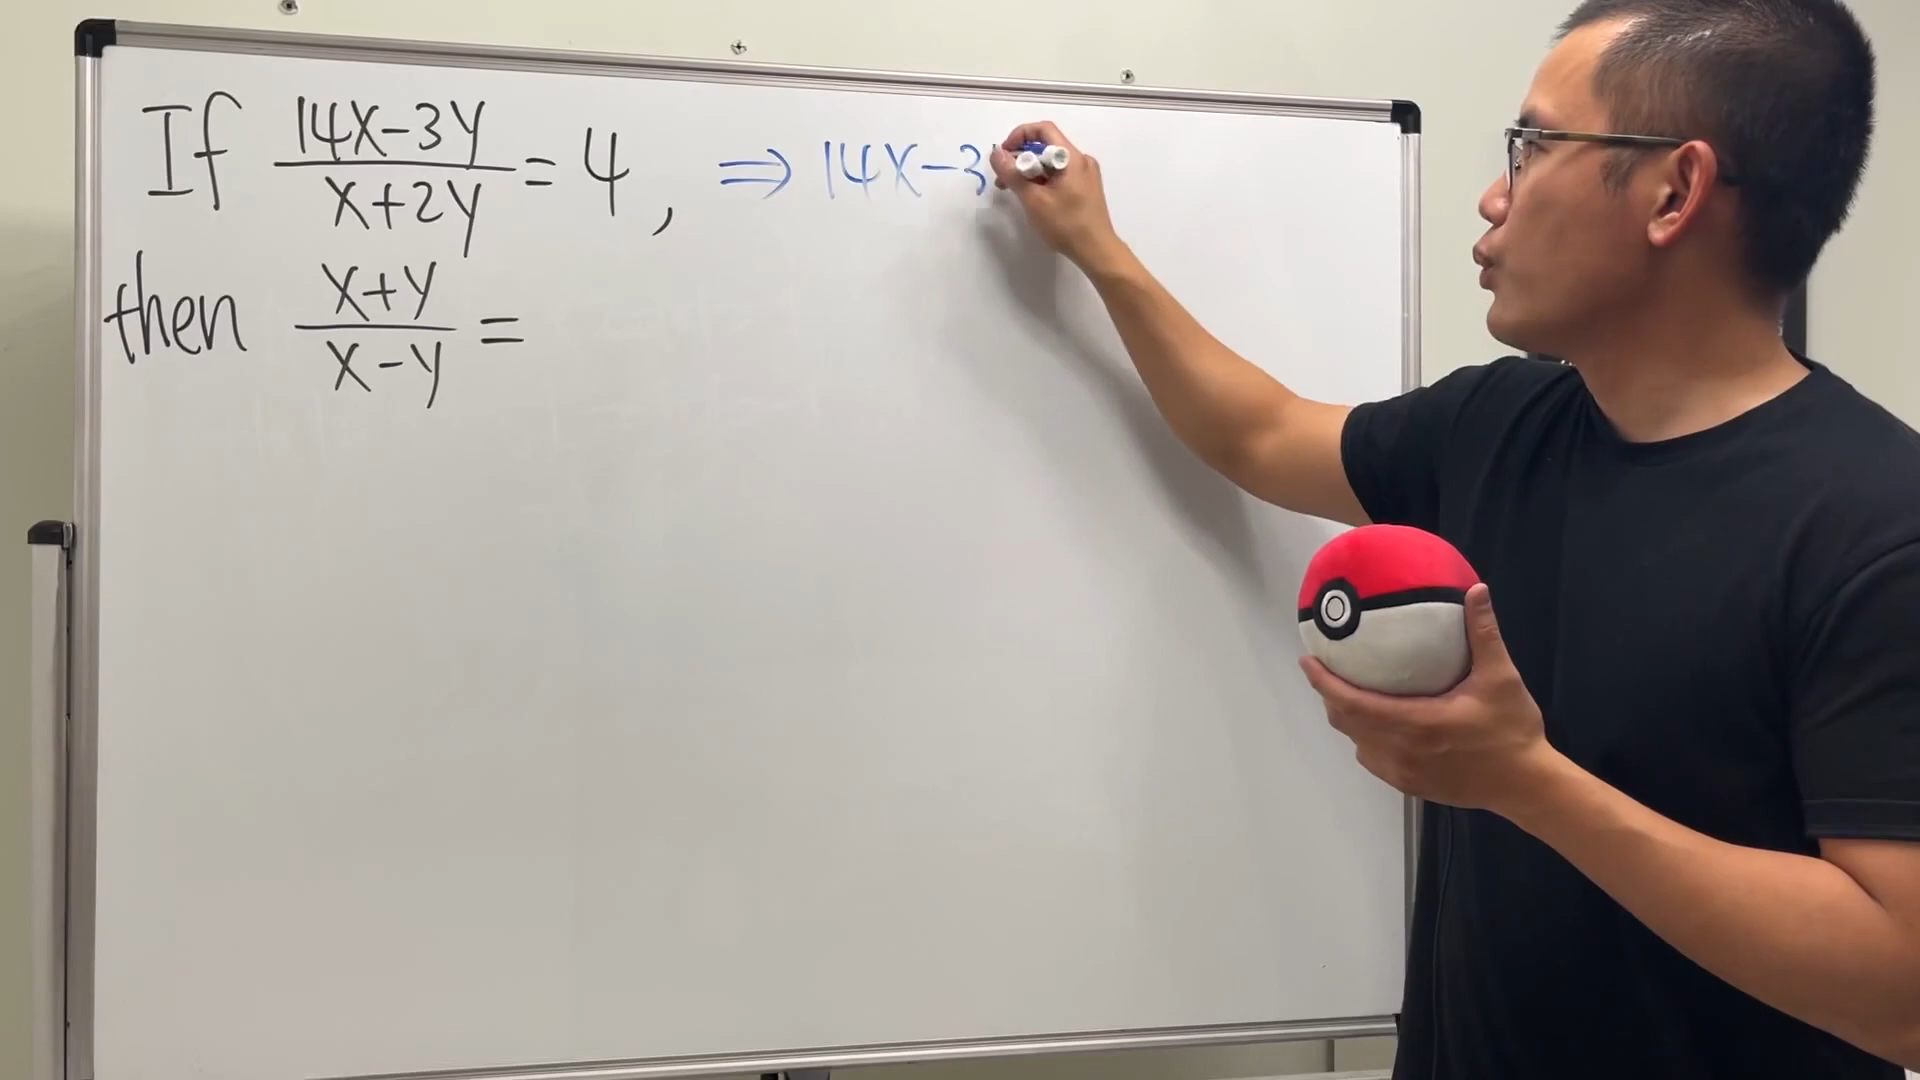 If (14x-3y)/(x+2y) = 4, ⇒ 14x-3
then (x+y)/(x-y) =